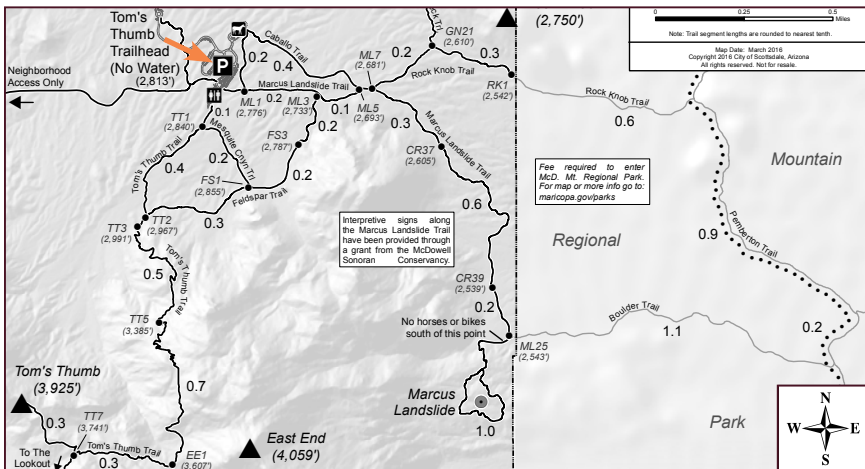 Tom's
Thumb
Trailhead
(No Water)
2,813'
P
Neighborhood
Access Only
Caballo Trail
0.2
0.4
Marcus Landslide Trail
0.2
0.1
0.1
ML1
(2,776')
ML3
(2,733')
ML5
(2,693')
ML7
(2,681')
GN21
(2,610')
0.2
0.3
Rock Knob Trail
RK1
(2,542')
(2,750')
0.25
0.5
Miles
Note: Trail segment lengths are rounded to nearest tenth.
Map Date: March 2016
Copyright 2016 City of Scottsdale, Arizona
All rights reserved. Not for resale.
Rock Knob Trail
0.6
Mountain
TT1
(2,840')
Mesquite Cnyn Trl
0.2
FS3
(2,787')
0.2
0.2
FS1
(2,855')
Feldspar Trail
0.3
Tom's Thumb Trail
0.4
TT3
(2,991')
TT2
(2,967')
0.3
Marcus Landslide Trail
CR37
(2,605')
0.6
Fee required to enter
McD. Mt. Regional Park.
For map or more info go to:
maricopa.gov/parks
Interpretive signs along
the Marcus Landslide Trail
have been provided through
a grant from the McDowell
Sonoran Conservancy.
Regional
Pemberton Trail
0.9
0.5
Tom's Thumb Trail
TT5
(3,385')
CR39
(2,539')
0.2
No horses or bikes
south of this point
ML25
(2,543')
Boulder Trail
1.1
0.2
0.7
Tom's Thumb
(3,925')
0.3
TT7
(3,741')
To The
Lookout
Tom's Thumb Trail
0.3
EE1
(3,607')
East End
(4,059')
Marcus
Landslide
1.0
Park
N
W
E
S